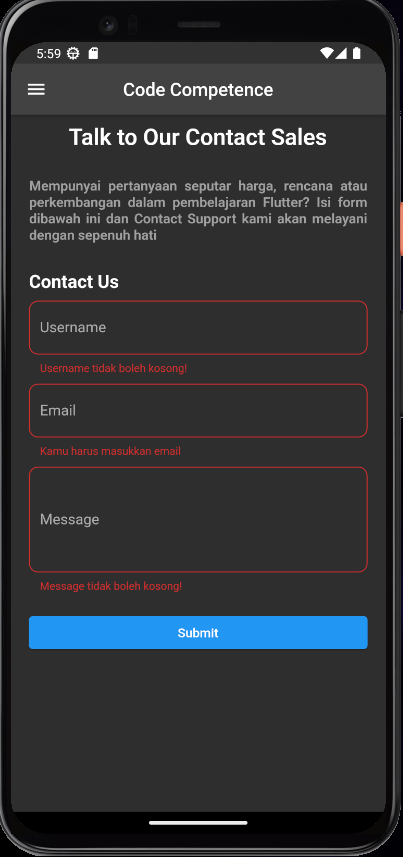 5:59
Code Competence
Talk to Our Contact Sales
Mempunyai pertanyaan seputar harga, rencana atau
perkembangan dalam pembelajaran Flutter? Isi form
dibawah ini dan Contact Support kami akan melayani
dengan sepenuh hati
Contact Us
Username
Username tidak boleh kosong!
Email
Kamu harus masukkan email
Message
Message tidak boleh kosong!
Submit